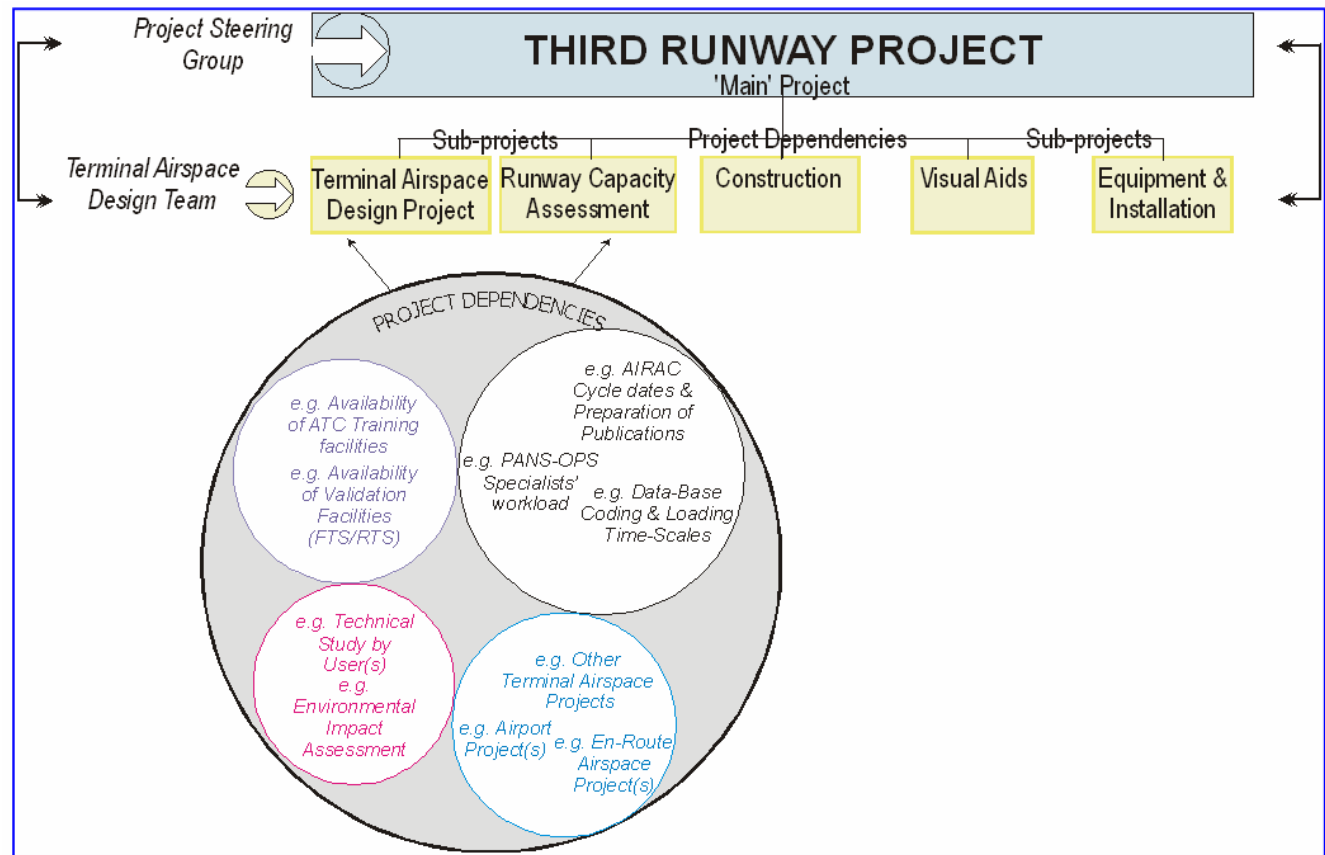 Project Steering
Group
THIRD RUNWAY PROJECT
'Main' Project
Sub-projects
Project Dependencies
Sub-projects
Terminal Airspace
Design Team
Terminal Airspace
Design Project
Runway Capacity
Assessment
Construction
Visual Aids
Equipment &
Installation
PROJECT DEPENDENCIES
e.g. Availability
of ATC Training
facilities
e.g. Availability
of Validation
Facilities
(FTS/RTS)
e.g. AIRAC
Cycle dates &
Preparation of
Publications
e.g. PANS-OPS
Specialists'
workload
e.g. Data-Base
Coding & Loading
Time-Scales
e.g. Technical
Study by
User(s)
e.g.
Environmental
Impact
Assessment
e.g. Other
Terminal Airspace
Projects
e.g. Airport
Project(s)
e.g. En-Route
Airspace
Project(s)